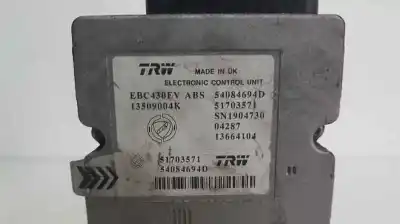 TRW MADE IN UK
ELECTRONIC CONTROL UNIT
EBC430EV ABS 54084694D
13509004K 51703571
SN1904730
04287
13664104
51703571 TRW
54084694D